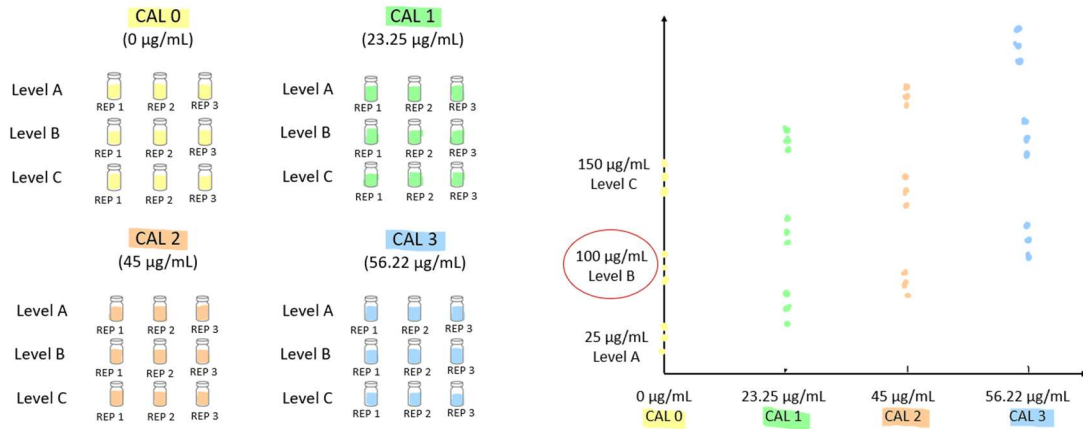 CAL 0
(0 µg/mL)
Level A
REP 1 REP 2 REP 3
Level B
REP 1 REP 2 REP 3
Level C
REP 1 REP 2 REP 3
CAL 1
(23.25 µg/mL)
Level A
REP 1 REP 2 REP 3
Level B
REP 1 REP 2 REP 3
Level C
REP 1 REP 2 REP 3
CAL 2
(45 µg/mL)
Level A
REP 1 REP 2 REP 3
Level B
REP 1 REP 2 REP 3
Level C
REP 1 REP 2 REP 3
CAL 3
(56.22 µg/mL)
Level A
REP 1 REP 2 REP 3
Level B
REP 1 REP 2 REP 3
Level C
REP 1 REP 2 REP 3
150 µg/mL
Level C
100 µg/mL
Level B
25 µg/mL
Level A
0 µg/mL 23.25 µg/mL 45 µg/mL 56.22 µg/mL
CAL 0 CAL 1 CAL 2 CAL 3